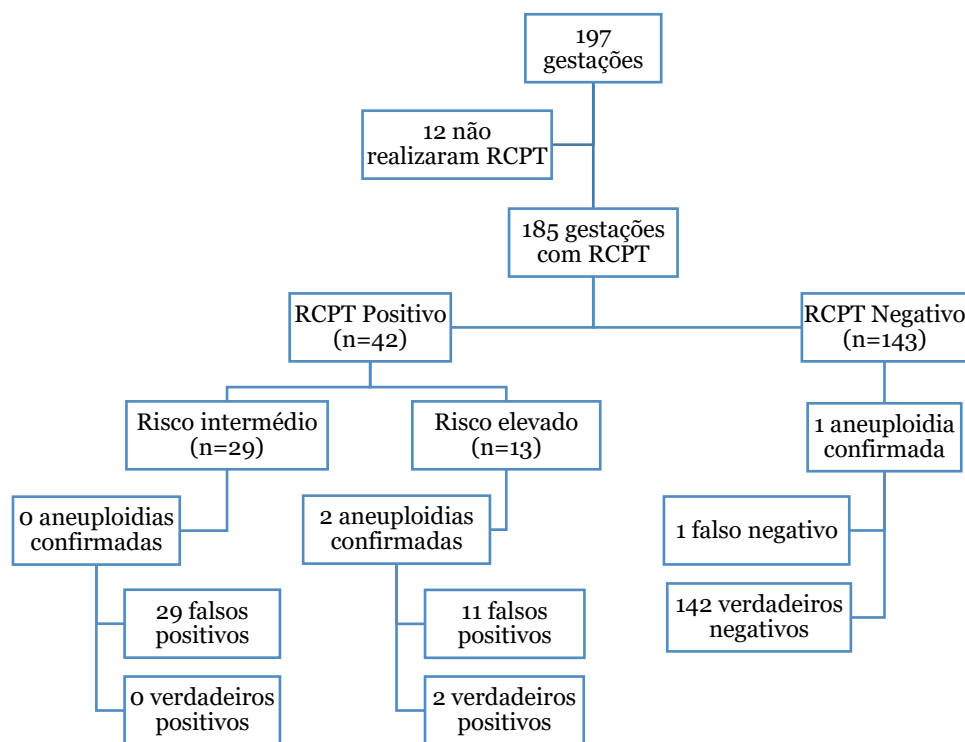 197
gestações
12 não
realizaram RCPT
185 gestações
com RCPT
RCPT Positivo
(n=42)
RCPT Negativo
(n=143)
Risco intermédio
(n=29)
Risco elevado
(n=13)
1 aneuploidia
confirmada
0 aneuploidias
confirmadas
2 aneuploidias
confirmadas
1 falso negativo
29 falsos
positivos
11 falsos
positivos
142 verdadeiros
negativos
0 verdadeiros
positivos
2 verdadeiros
positivos